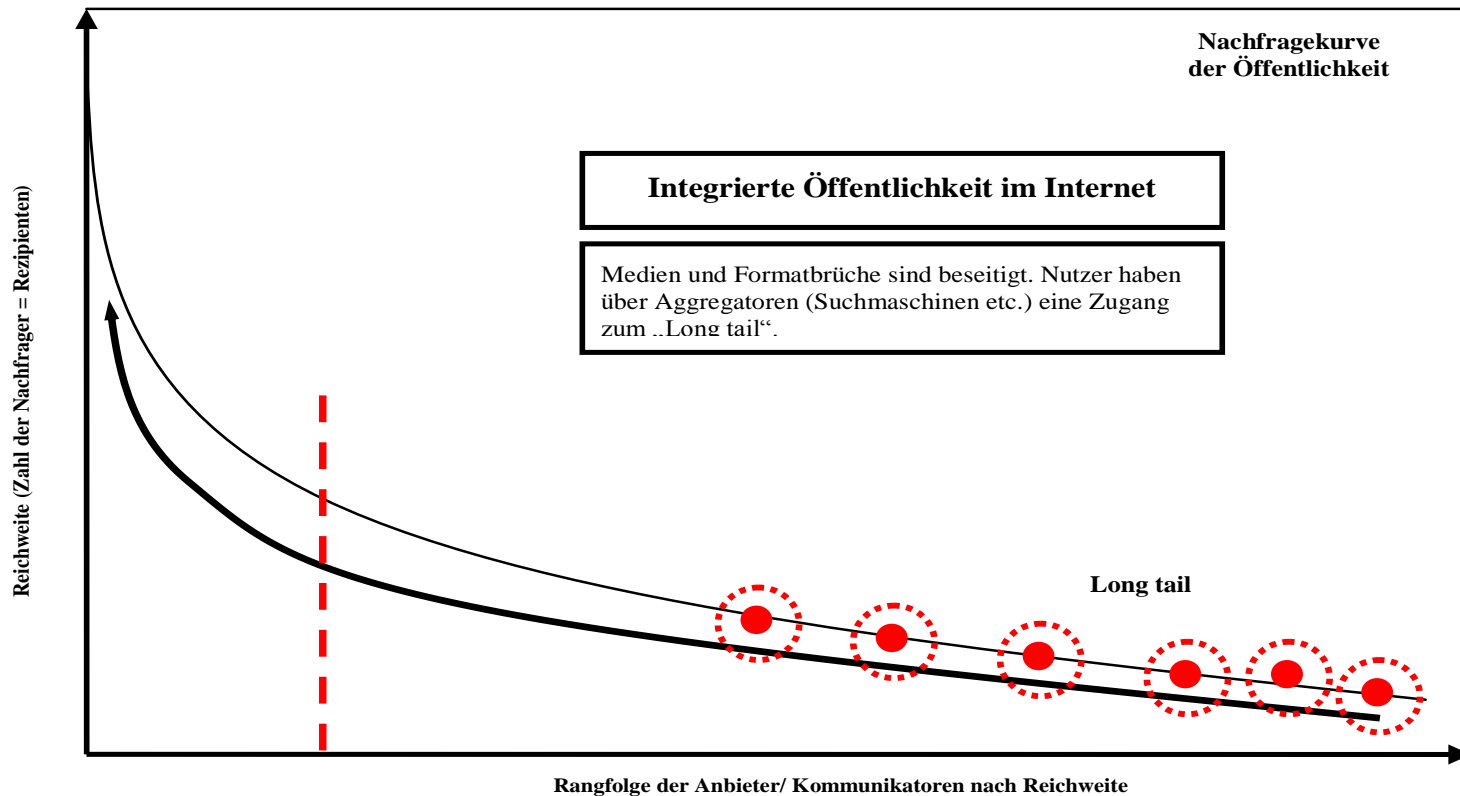 Nachfragekurve
der Öffentlichkeit
Integrierte Öffentlichkeit im Internet
Medien und Formatbrüche sind beseitigt. Nutzer haben
über Aggregatoren (Suchmaschinen etc.) eine Zugang
zum „Long tail“.
Reichweite (Zahl der Nachfrager = Rezipienten)
Long tail
Rangfolge der Anbieter/ Kommunikatoren nach Reichweite